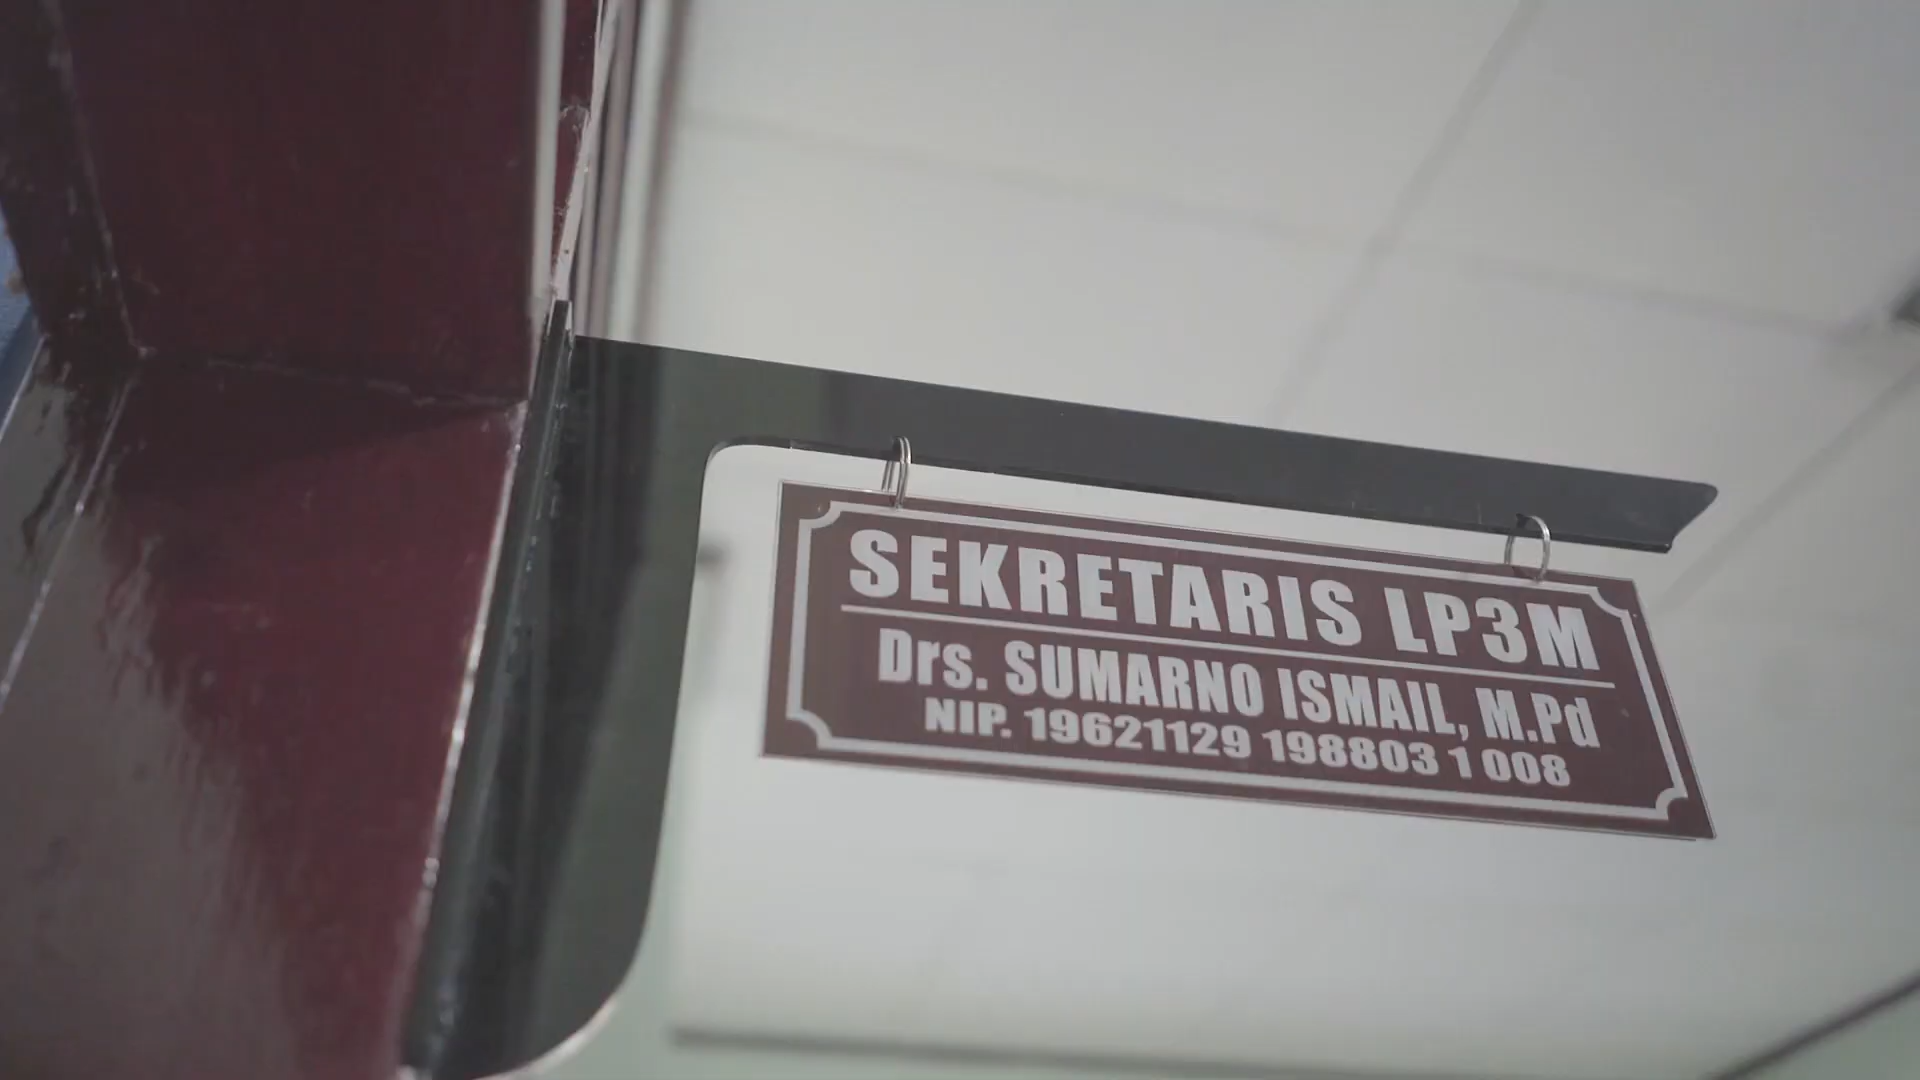 SEKRETARIS LP3M
Drs. SUMARNO ISMAIL, M.Pd
NIP. 19621129 198803 1 008